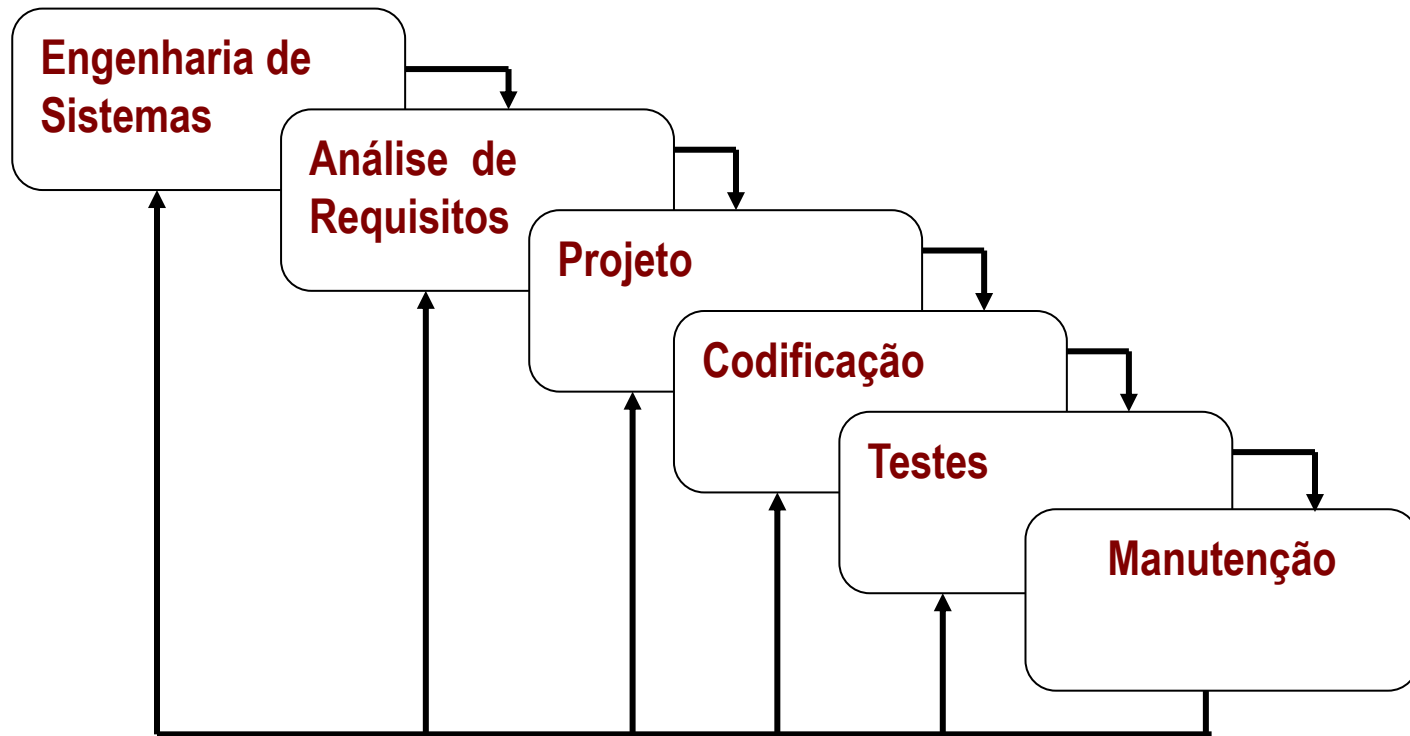 Engenharia de
Sistemas
Análise de
Requisitos
Projeto
Codificação
Testes
Manutenção